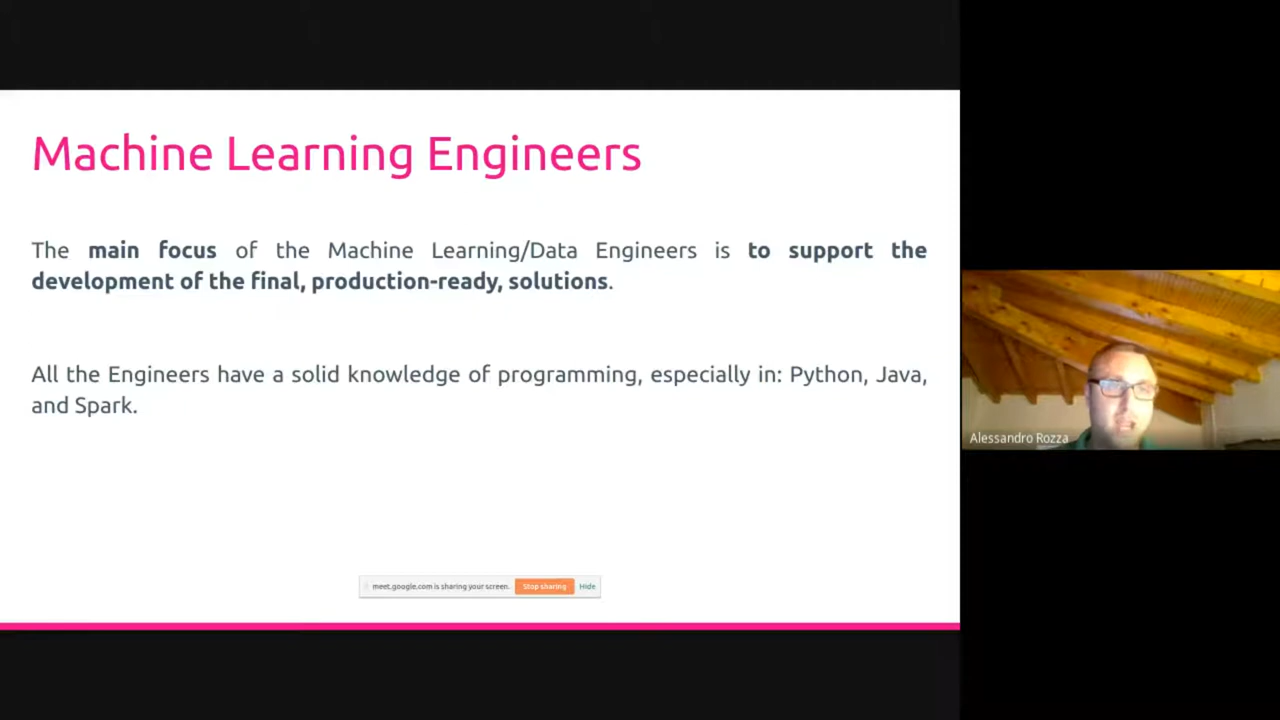 Machine Learning Engineers
The main focus of the Machine Learning/Data Engineers is to support the
development of the final, production-ready, solutions.
All the Engineers have a solid knowledge of programming, especially in: Python, Java,
and Spark.
Alessandro Rozza
meet.google.com is sharing your screen. Stop sharing Hide